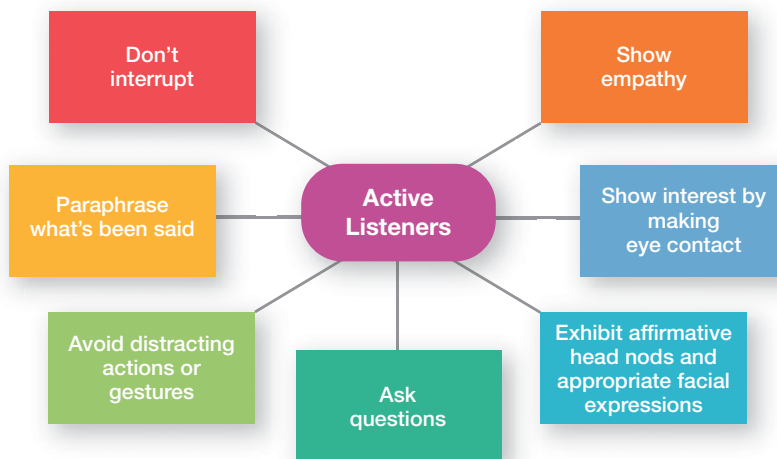 Don’t
interrupt
Show
empathy
Active
Listeners
Paraphrase
what’s been said
Show interest by
making
eye contact
Avoid distracting
actions or
gestures
Ask
questions
Exhibit affirmative
head nods and
appropriate facial
expressions